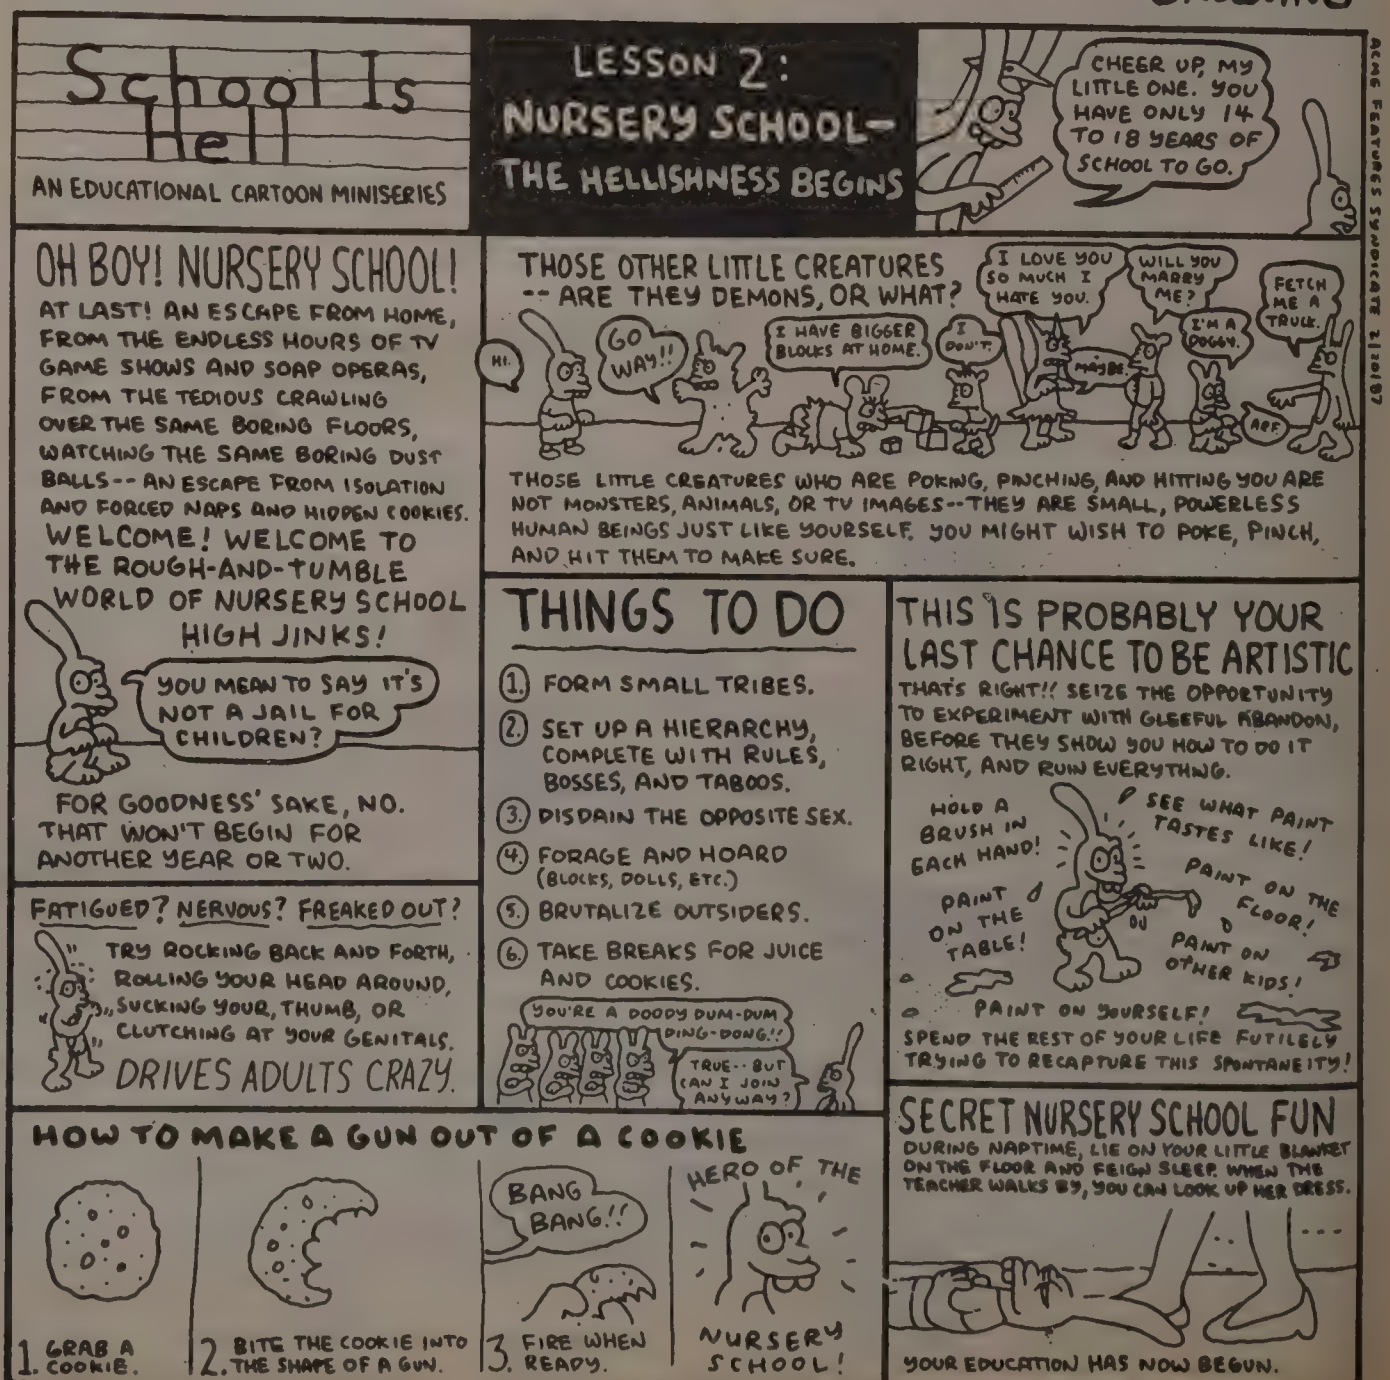 School Is
Hell
AN EDUCATIONAL CARTOON MINISERIES
LESSON 2:
NURSERY SCHOOL—
THE HELLISHNESS BEGINS
CHEER UP, MY
LITTLE ONE. YOU
HAVE ONLY 14
TO 18 YEARS OF
SCHOOL TO GO.
ACME FEATURES SYNDICATE
OH BOY! NURSERY SCHOOL!
AT LAST! AN ESCAPE FROM HOME,
FROM THE ENDLESS HOURS OF TV
GAME SHOWS AND SOAP OPERAS,
FROM THE TEDIOUS CRAWLING
OVER THE SAME BORING FLOORS,
WATCHING THE SAME BORING DUST
BALLS-- AN ESCAPE FROM ISOLATION
AND FORCED NAPS AND HIDDEN COOKIES.
WELCOME! WELCOME TO
THE ROUGH-AND-TUMBLE
WORLD OF NURSERY SCHOOL
HIGH JINKS!
YOU MEAN TO SAY IT'S
NOT A JAIL FOR
CHILDREN?
FOR GOODNESS' SAKE, NO.
THAT WON'T BEGIN FOR
ANOTHER YEAR OR TWO.
THOSE OTHER LITTLE CREATURES
-- ARE THEY DEMONS, OR WHAT?
HI.
GO
'WAY!!
I HAVE BIGGER
BLOCKS AT HOME.
I
DON'T.
I LOVE YOU
SO MUCH I
HATE YOU.
MAYBE.
WILL YOU
MARRY
ME?
I'M A
DOGGY.
FETCH
ME A
TRUCK.
ARF.
THOSE LITTLE CREATURES WHO ARE POKING, PINCHING, AND HITTING YOU ARE
NOT MONSTERS, ANIMALS, OR TV IMAGES--THEY ARE SMALL, POWERLESS
HUMAN BEINGS JUST LIKE YOURSELF. YOU MIGHT WISH TO POKE, PINCH,
AND HIT THEM TO MAKE SURE.
FATIGUED? NERVOUS? FREAKED OUT?
TRY ROCKING BACK AND FORTH,
ROLLING YOUR HEAD AROUND,
SUCKING YOUR THUMB, OR
CLUTCHING AT YOUR GENITALS.
DRIVES ADULTS CRAZY.
THINGS TO DO
1. FORM SMALL TRIBES.
2. SET UP A HIERARCHY,
COMPLETE WITH RULES,
BOSSES, AND TABOOS.
3. DISDAIN THE OPPOSITE SEX.
4. FORAGE AND HOARD
(BLOCKS, DOLLS, ETC.)
5. BRUTALIZE OUTSIDERS.
6. TAKE BREAKS FOR JUICE
AND COOKIES.
YOU'RE A DOODY DUM-DUM
DING-DONG!!
TRUE-- BUT
CAN I JOIN
ANYWAY?
THIS IS PROBABLY YOUR
LAST CHANCE TO BE ARTISTIC
THAT'S RIGHT!! SEIZE THE OPPORTUNITY
TO EXPERIMENT WITH GLEEFUL ABANDON,
BEFORE THEY SHOW YOU HOW TO DO IT
RIGHT, AND RUIN EVERYTHING.
HOLD A
BRUSH IN
EACH HAND!
SEE WHAT PAINT
TASTES LIKE!
PAINT
ON THE
TABLE!
PAINT ON THE
FLOOR!
PAINT ON
OTHER KIDS!
PAINT ON YOURSELF!
SPEND THE REST OF YOUR LIFE FUTILELY
TRYING TO RECAPTURE THIS SPONTANEITY!
HOW TO MAKE A GUN OUT OF A COOKIE
1. GRAB A
COOKIE.
2. BITE THE COOKIE INTO
THE SHAPE OF A GUN.
BANG
BANG!!
3. FIRE WHEN
READY.
HERO OF THE
NURSERY
SCHOOL!
SECRET NURSERY SCHOOL FUN
DURING NAPTIME, LIE ON YOUR LITTLE BLANKET
ON THE FLOOR AND FEIGN SLEEP. WHEN THE
TEACHER WALKS BY, YOU CAN LOOK UP HER DRESS.
YOUR EDUCATION HAS NOW BEGUN.